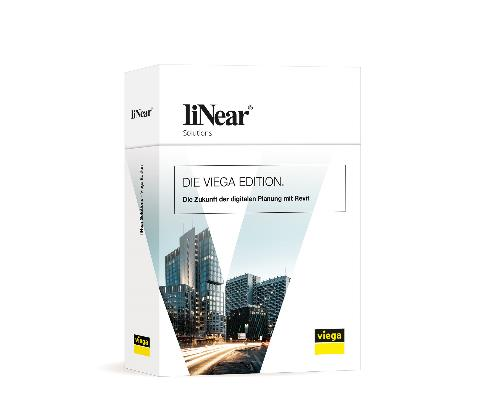 liNear®
Solutions
DIE VIEGA EDITION.
Die Zukunft der digitalen Planung mit Revit
viega
liNear®
viega